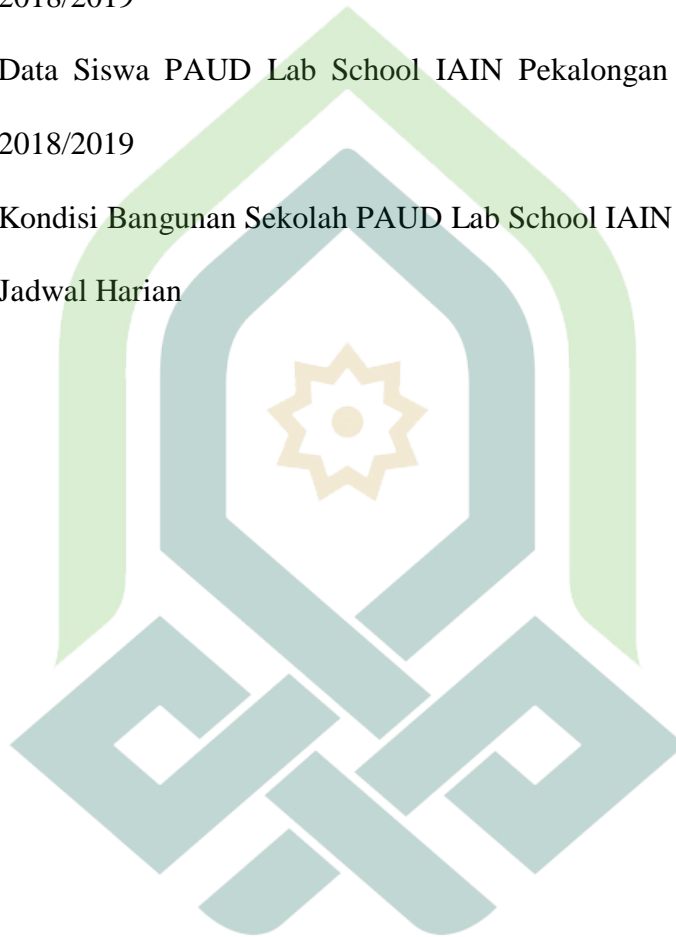 2018/2019
Data Siswa PAUD Lab School IAIN Pekalongan
2018/2019
Kondisi Bangunan Sekolah PAUD Lab School IAIN
Jadwal Harian